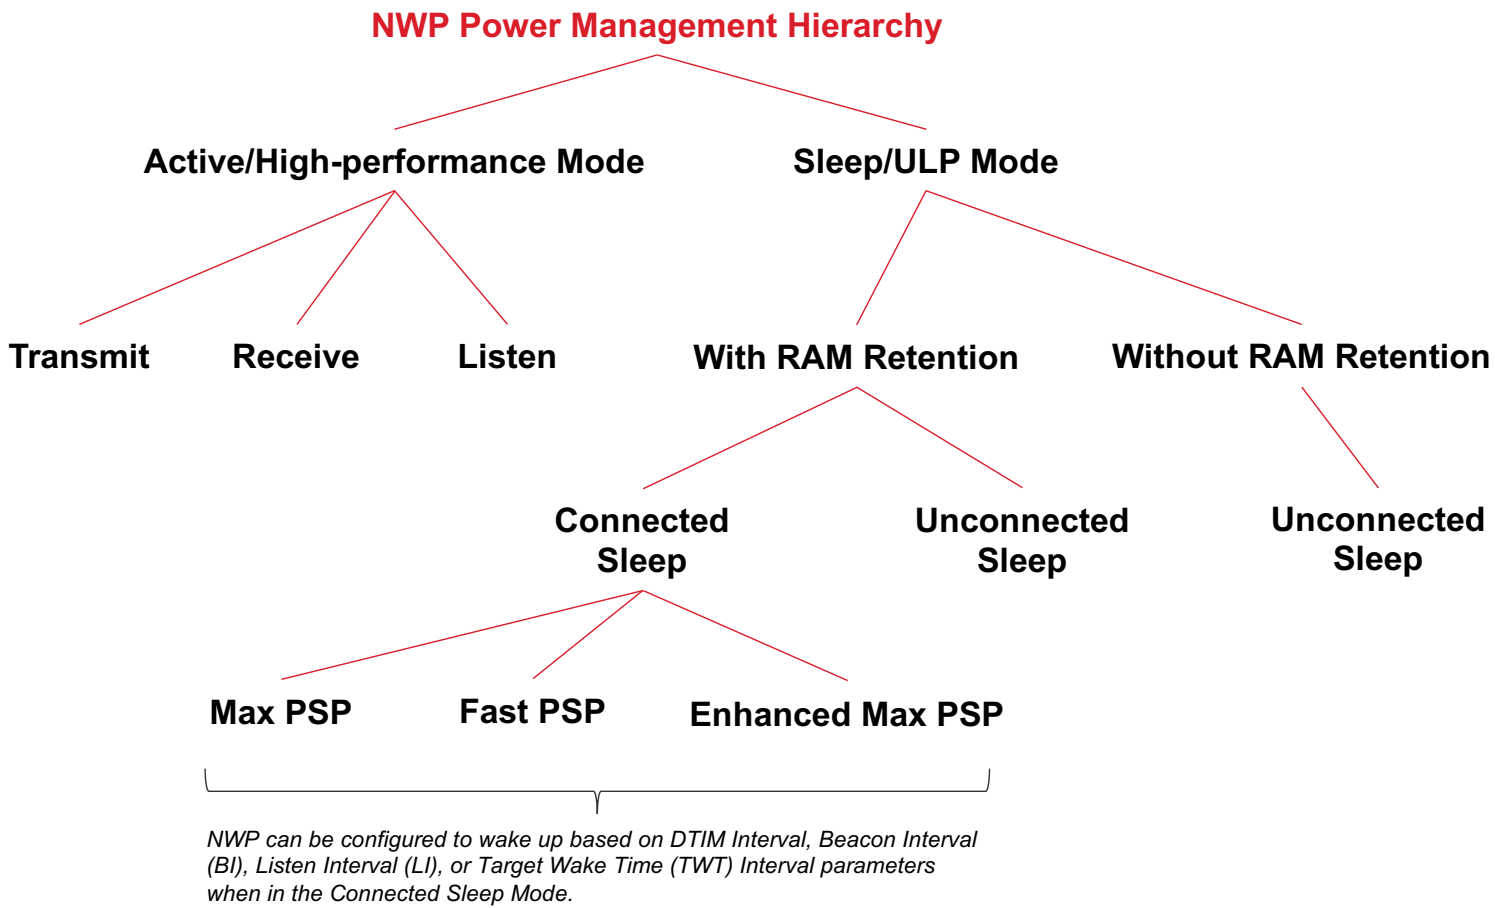 NWP Power Management Hierarchy
Active/High-performance Mode
Sleep/ULP Mode
Transmit
Receive
Listen
With RAM Retention
Without RAM Retention
Connected
Sleep
Unconnected
Sleep
Unconnected
Sleep
Max PSP
Fast PSP
Enhanced Max PSP
NWP can be configured to wake up based on DTIM Interval, Beacon Interval
(BI), Listen Interval (LI), or Target Wake Time (TWT) Interval parameters
when in the Connected Sleep Mode.